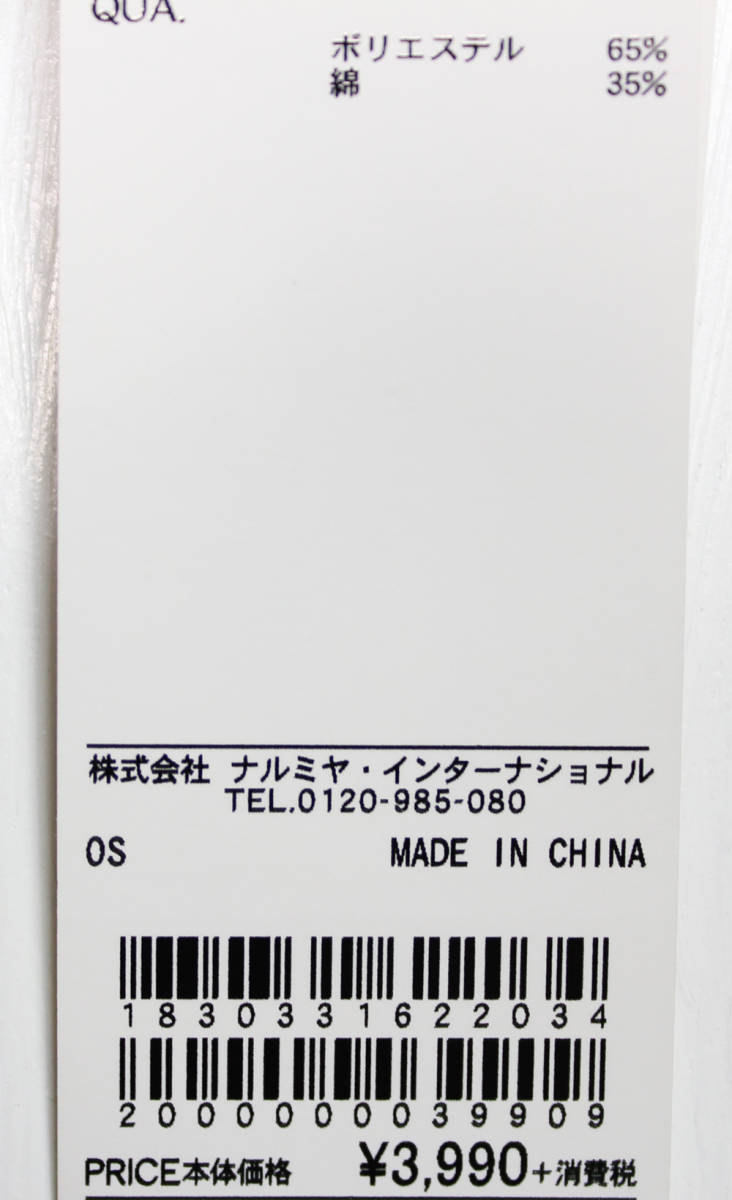 QUA.
ポリエステル 65%
綿 35%
株式会社 ナルミヤ・インターナショナル
TEL.0120-985-080
OS MADE IN CHINA
1830331622034
2000000039909
PRICE本体価格 ¥3,990+消費税